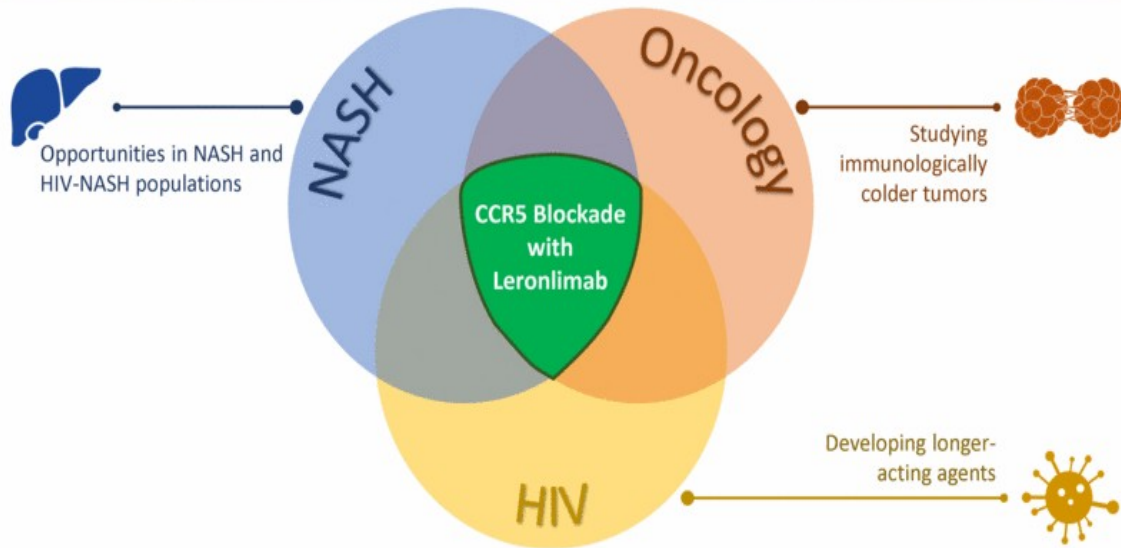 NASH
Oncology
Opportunities in NASH and
HIV-NASH populations
CCR5 Blockade
with
Leronlimab
Studying
immunologically
colder tumors
HIV
Developing longer-
acting agents